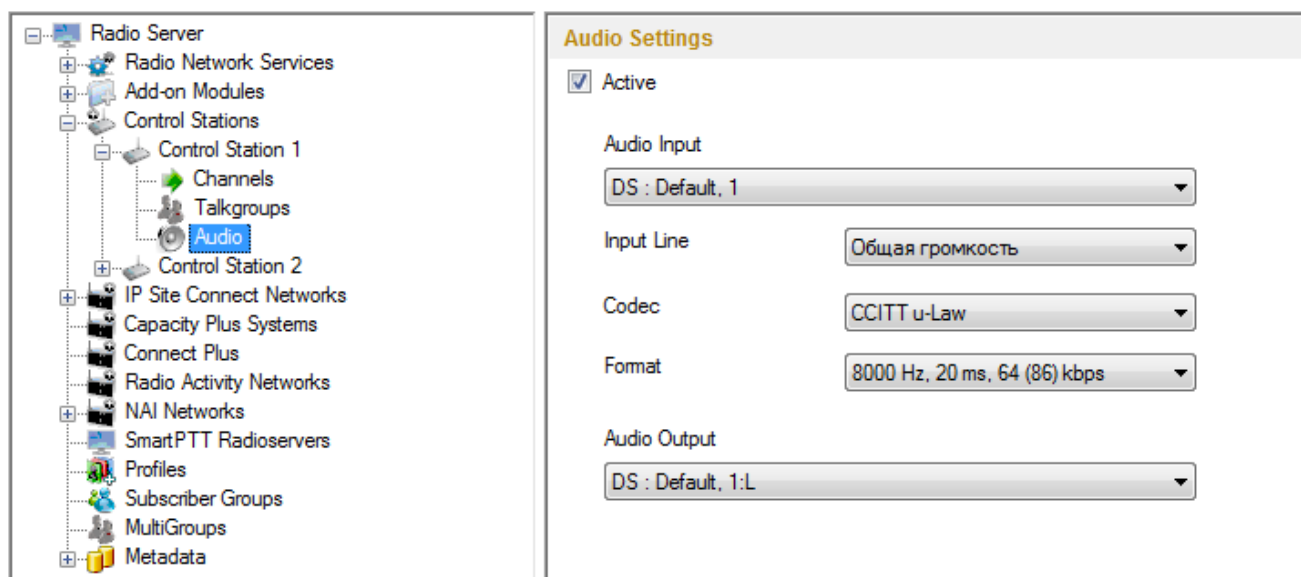 Radio Server
Radio Network Services
Add-on Modules
Control Stations
Control Station 1
Channels
Talkgroups
Audio
Control Station 2
IP Site Connect Networks
Capacity Plus Systems
Connect Plus
Radio Activity Networks
NAI Networks
SmartPTT Radioservers
Profiles
Subscriber Groups
MultiGroups
Metadata
Audio Settings
Active
Audio Input
DS : Default, 1
Input Line
Общая громкость
Codec
CCITT u-Law
Format
8000 Hz, 20 ms, 64 (86) kbps
Audio Output
DS : Default, 1:L